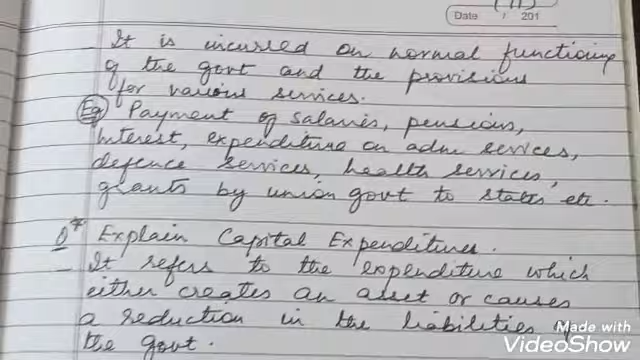 Date / 201
It is incurred on normal functioning
of the govt and the provisions
for various services.
Eg Payment of salaries, pensions,
interest, expenditure on adm services,
defence services, health services,
grants by union govt to states etc.
Q* Explain Capital Expenditure.
- It refers to the expenditure which
either creates an asset or causes
a reduction in the liabilities of
the govt.
Made with
VideoShow